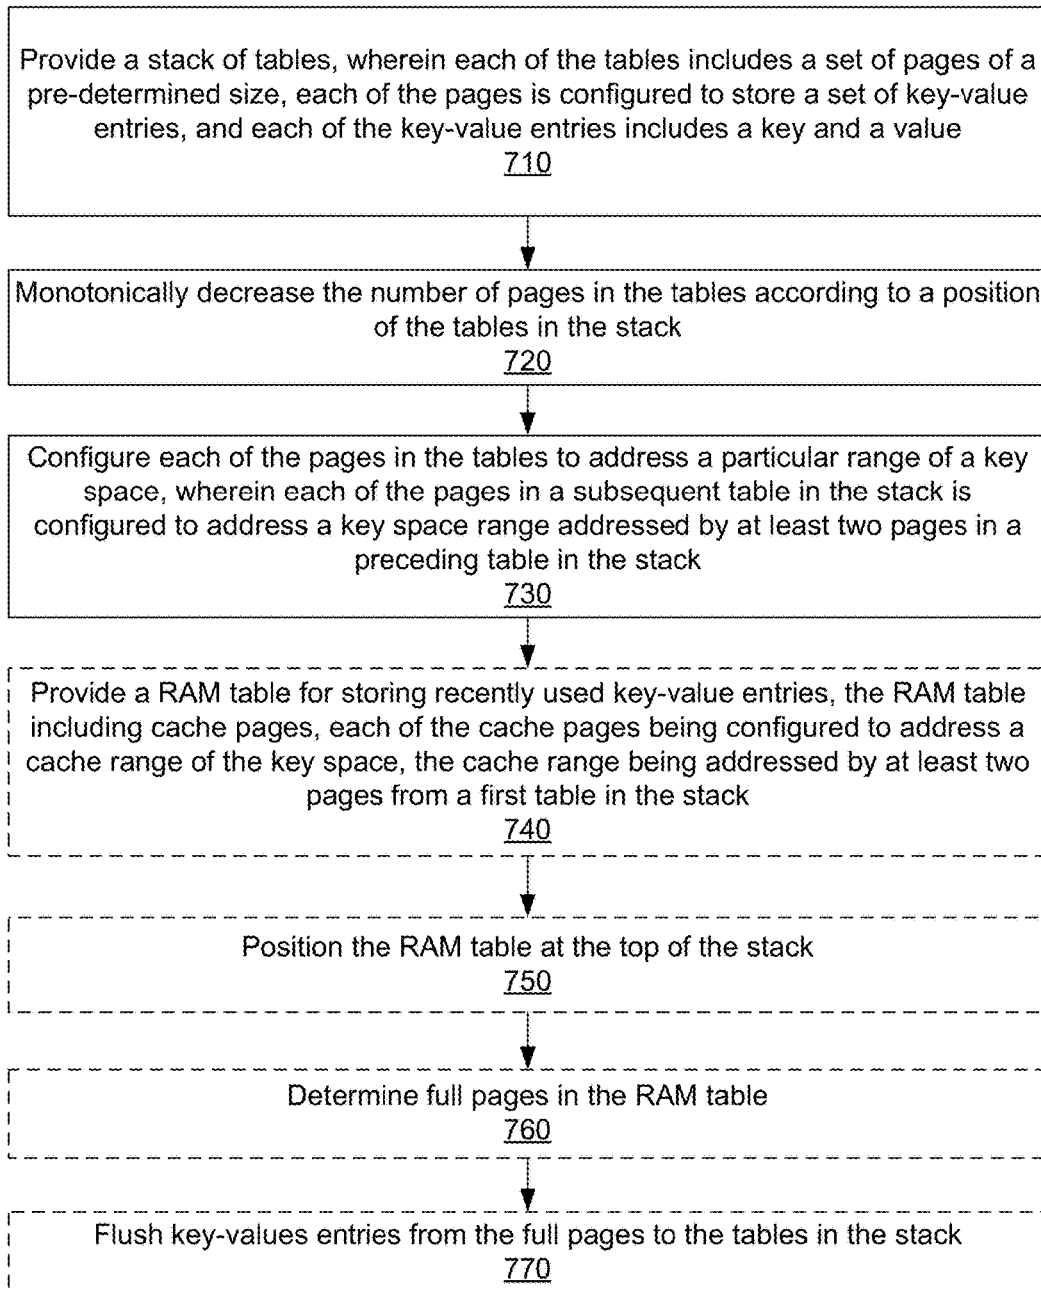 Provide a stack of tables, wherein each of the tables includes a set of pages of a
pre-determined size, each of the pages is configured to store a set of key-value
entries, and each of the key-value entries includes a key and a value
710
Monotonically decrease the number of pages in the tables according to a position
of the tables in the stack
720
Configure each of the pages in the tables to address a particular range of a key
space, wherein each of the pages in a subsequent table in the stack is
configured to address a key space range addressed by at least two pages in a
preceding table in the stack
730
Provide a RAM table for storing recently used key-value entries, the RAM table
including cache pages, each of the cache pages being configured to address a
cache range of the key space, the cache range being addressed by at least two
pages from a first table in the stack
740
Position the RAM table at the top of the stack
750
Determine full pages in the RAM table
760
Flush key-values entries from the full pages to the tables in the stack
770